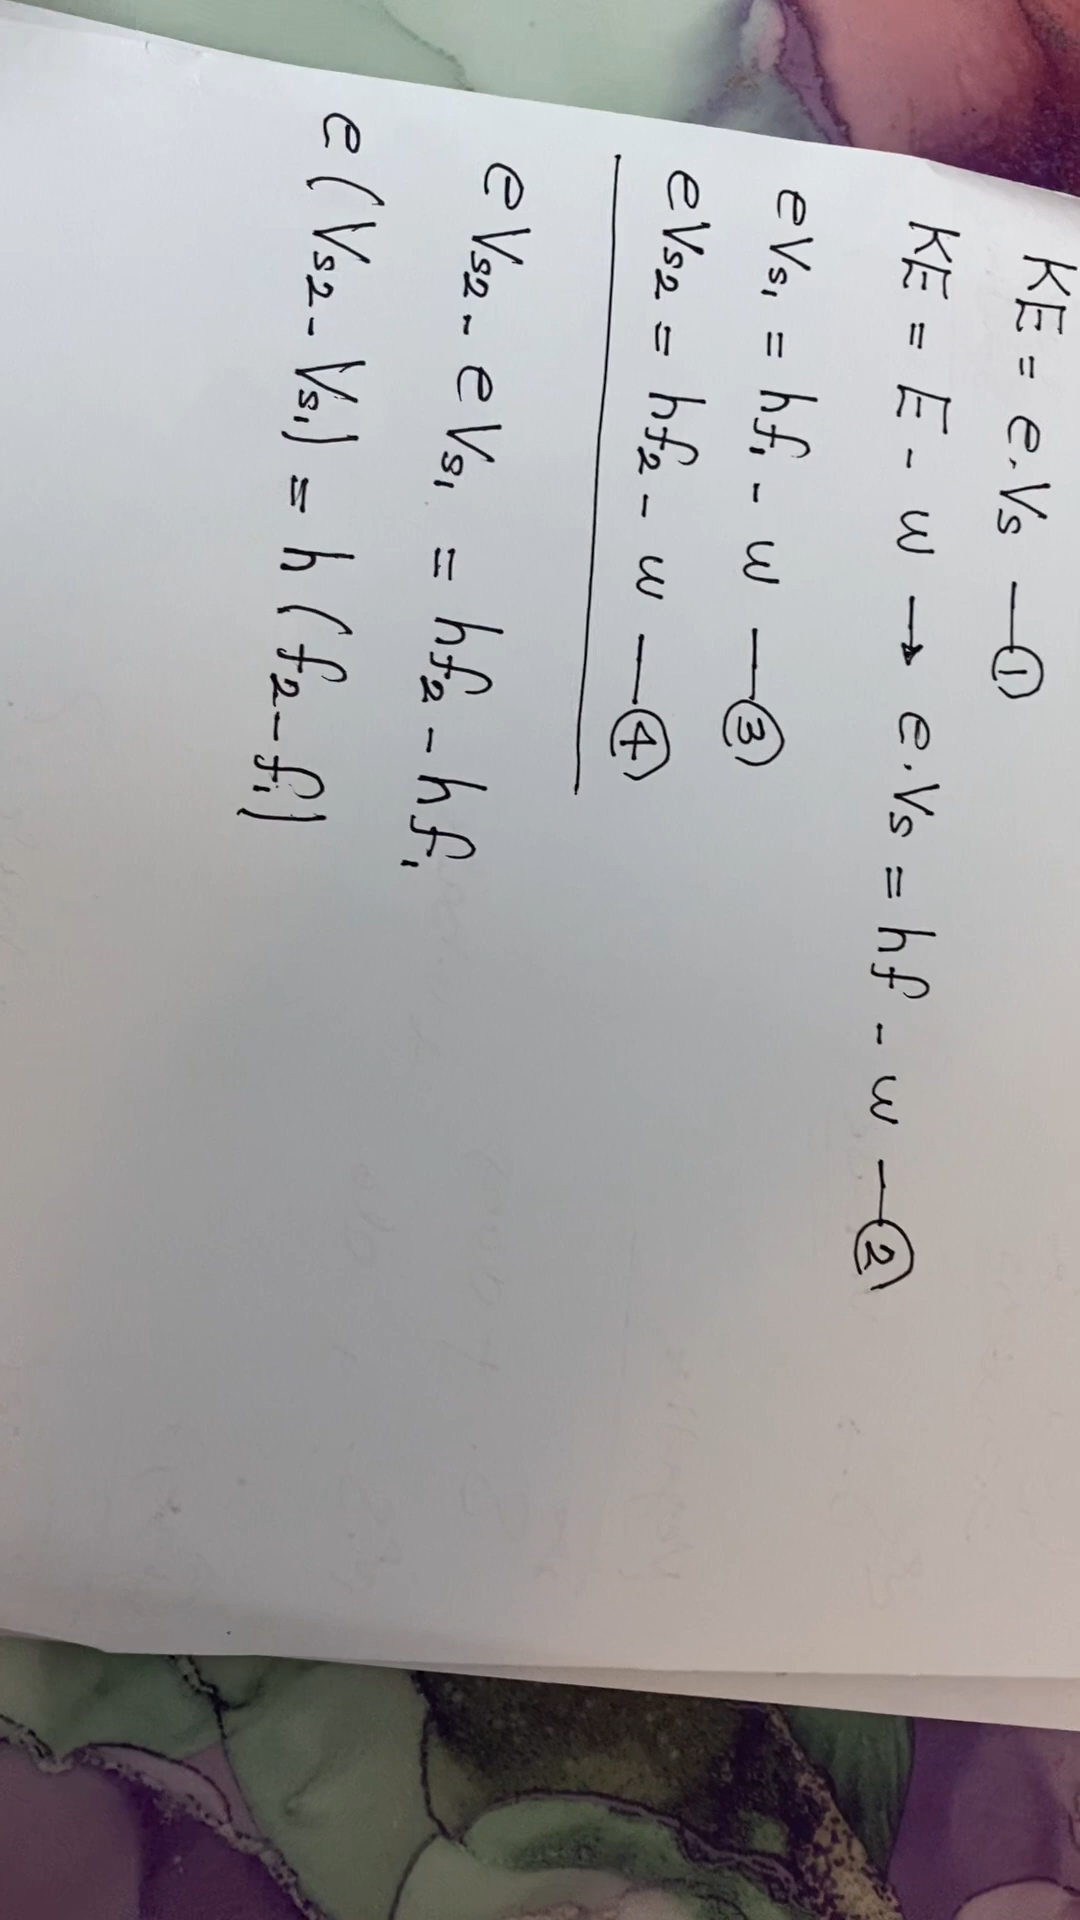 KE = e.Vs —①
KE = E - w → e.Vs = hf - w —②
eVs₁ = hf₁ - w —③
eVs₂ = hf₂ - w —④
eVs₂ - eVs₁ = hf₂ - hf₁
e(Vs₂ - Vs₁) = h(f₂ - f₁)